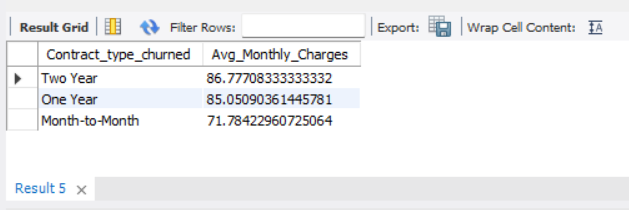 Result Grid Filter Rows: Export: Wrap Cell Content: IA
Contract_type_churned Avg_Monthly_Charges
Two Year 86.77708333333332
One Year 85.05090361445781
Month-to-Month 71.78422960725064
Result 5 ×